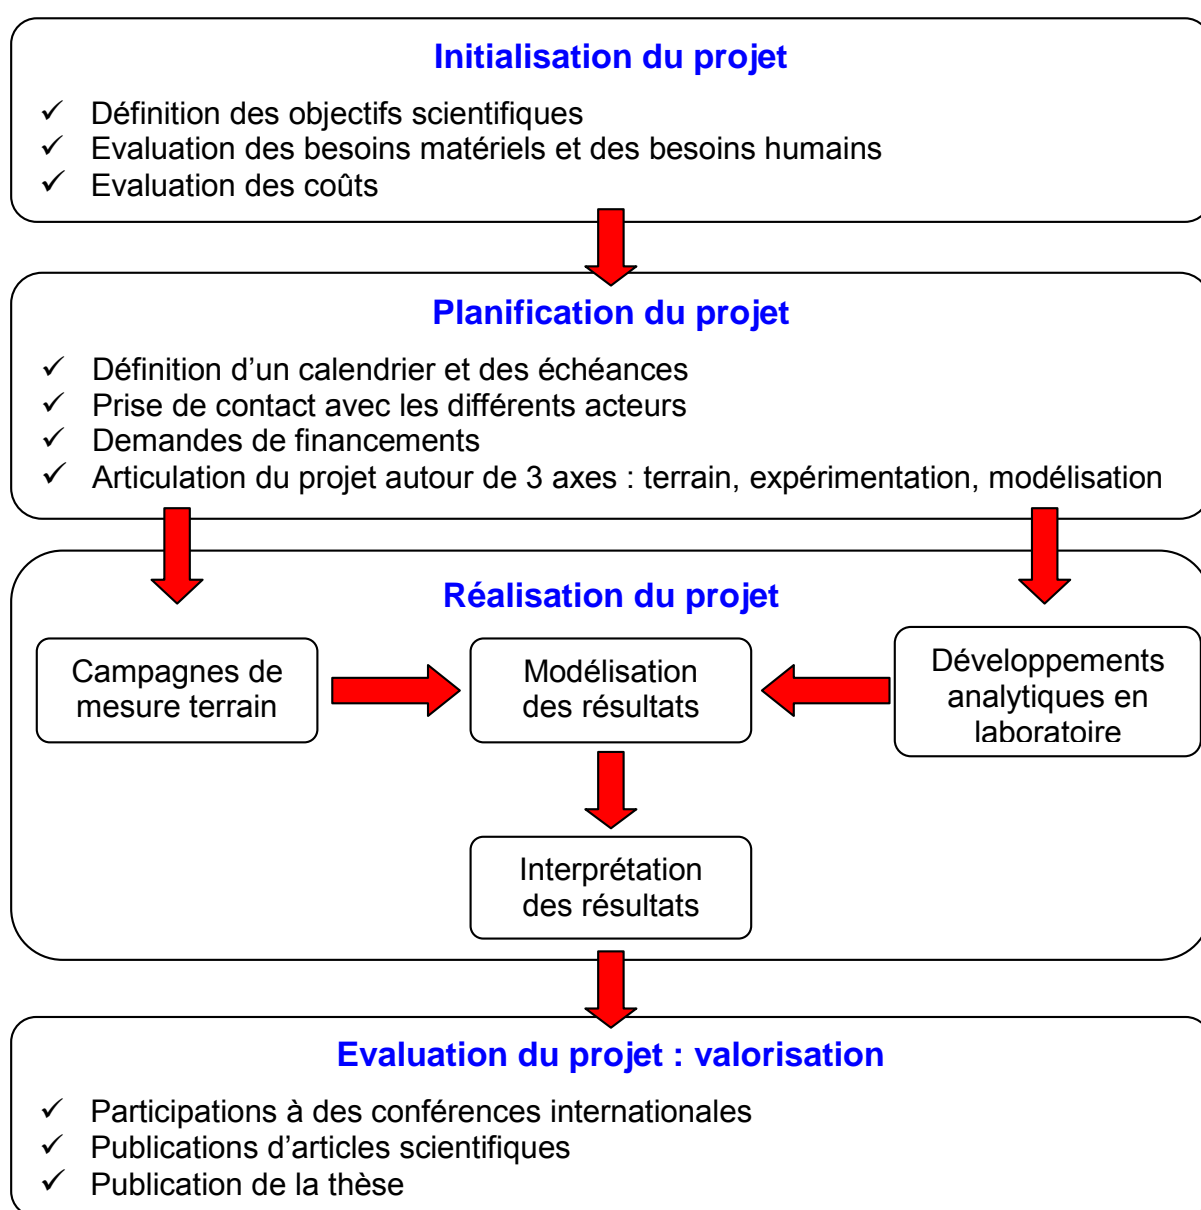 Initialisation du projet
✓ Définition des objectifs scientifiques
✓ Evaluation des besoins matériels et des besoins humains
✓ Evaluation des coûts
Planification du projet
✓ Définition d’un calendrier et des échéances
✓ Prise de contact avec les différents acteurs
✓ Demandes de financements
✓ Articulation du projet autour de 3 axes : terrain, expérimentation, modélisation
Réalisation du projet
Campagnes de
mesure terrain
Modélisation
des résultats
Développements
analytiques en
laboratoire
Interprétation
des résultats
Evaluation du projet : valorisation
✓ Participations à des conférences internationales
✓ Publications d’articles scientifiques
✓ Publication de la thèse